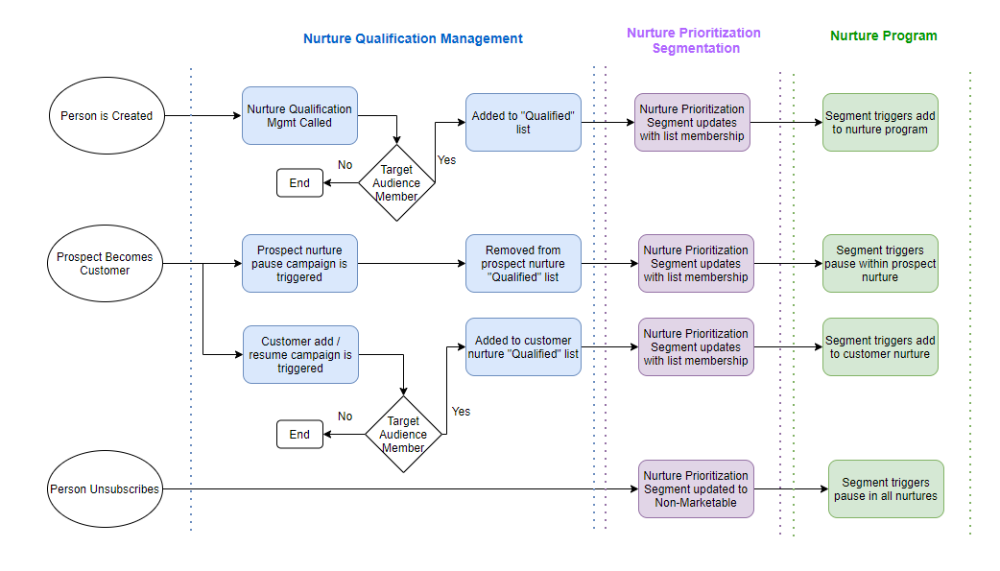 Nurture Qualification Management
Nurture Prioritization
Segmentation
Nurture Program
Person is Created
Nurture Qualification
Mgmt Called
Added to "Qualified"
list
Nurture Prioritization
Segment updates
with list membership
Segment triggers add
to nurture program
Yes
No
Target
Audience
Member
End
Prospect Becomes
Customer
Prospect nurture
pause campaign is
triggered
Removed from
prospect nurture
"Qualified" list
Nurture Prioritization
Segment updates
with list membership
Segment triggers
pause within prospect
nurture
Customer add /
resume campaign is
triggered
Added to customer
nurture "Qualified" list
Nurture Prioritization
Segment updates
with list membership
Segment triggers add
to customer nurture
Yes
No
Target
Audience
Member
End
Person Unsubscribes
Nurture Prioritization
Segment updated to
Non-Marketable
Segment triggers
pause in all nurtures